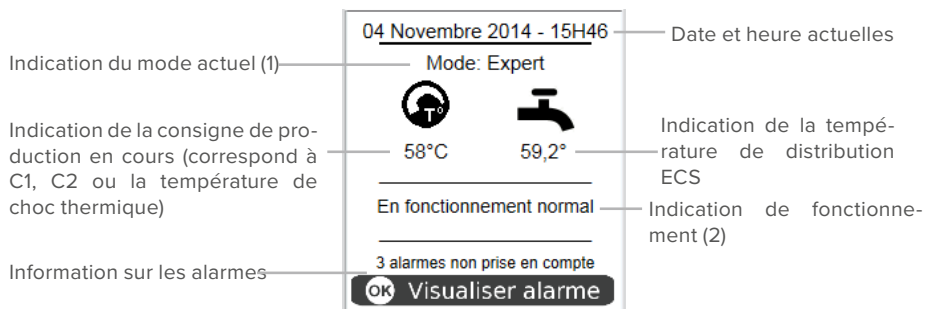 04 Novembre 2014 - 15H46
Date et heure actuelles
Indication du mode actuel (1)
Mode: Expert
T°
Indication de la consigne de pro-
duction en cours (correspond à
C1, C2 ou la température de
choc thermique)
58°C
59,2°
Indication de la tempé-
rature de distribution
ECS
En fonctionnement normal
Indication de fonctionne-
ment (2)
Information sur les alarmes
3 alarmes non prise en compte
OK Visualiser alarme